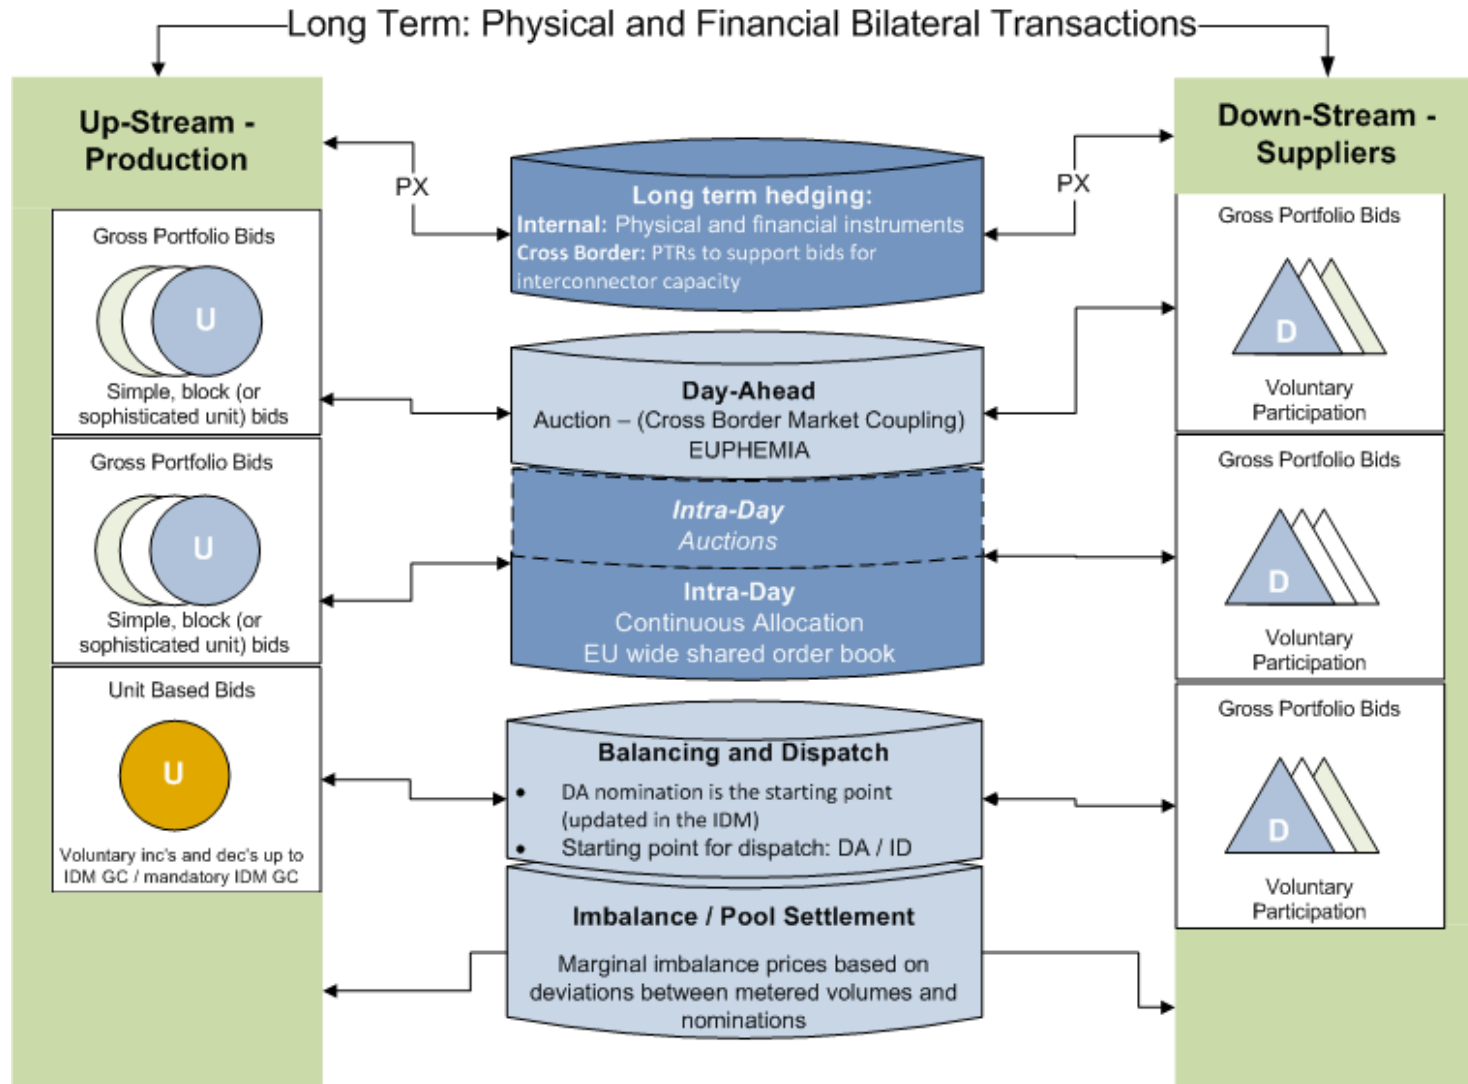 Long Term: Physical and Financial Bilateral Transactions
Up-Stream -
Production
PX
Gross Portfolio Bids
U
Simple, block (or
sophisticated unit) bids
Gross Portfolio Bids
U
Simple, block (or
sophisticated unit) bids
Unit Based Bids
U
Voluntary inc's and dec's up to
IDM GC / mandatory IDM GC
Long term hedging:
Internal: Physical and financial instruments
Cross Border: PTRs to support bids for
interconnector capacity
Day-Ahead
Auction – (Cross Border Market Coupling)
EUPHEMIA
Intra-Day
Auctions
Intra-Day
Continuous Allocation
EU wide shared order book
Balancing and Dispatch
• DA nomination is the starting point
(updated in the IDM)
• Starting point for dispatch: DA / ID
Imbalance / Pool Settlement
Marginal imbalance prices based on
deviations between metered volumes and
nominations
PX
Down-Stream -
Suppliers
Gross Portfolio Bids
D
Voluntary
Participation
Gross Portfolio Bids
D
Voluntary
Participation
Gross Portfolio Bids
D
Voluntary
Participation